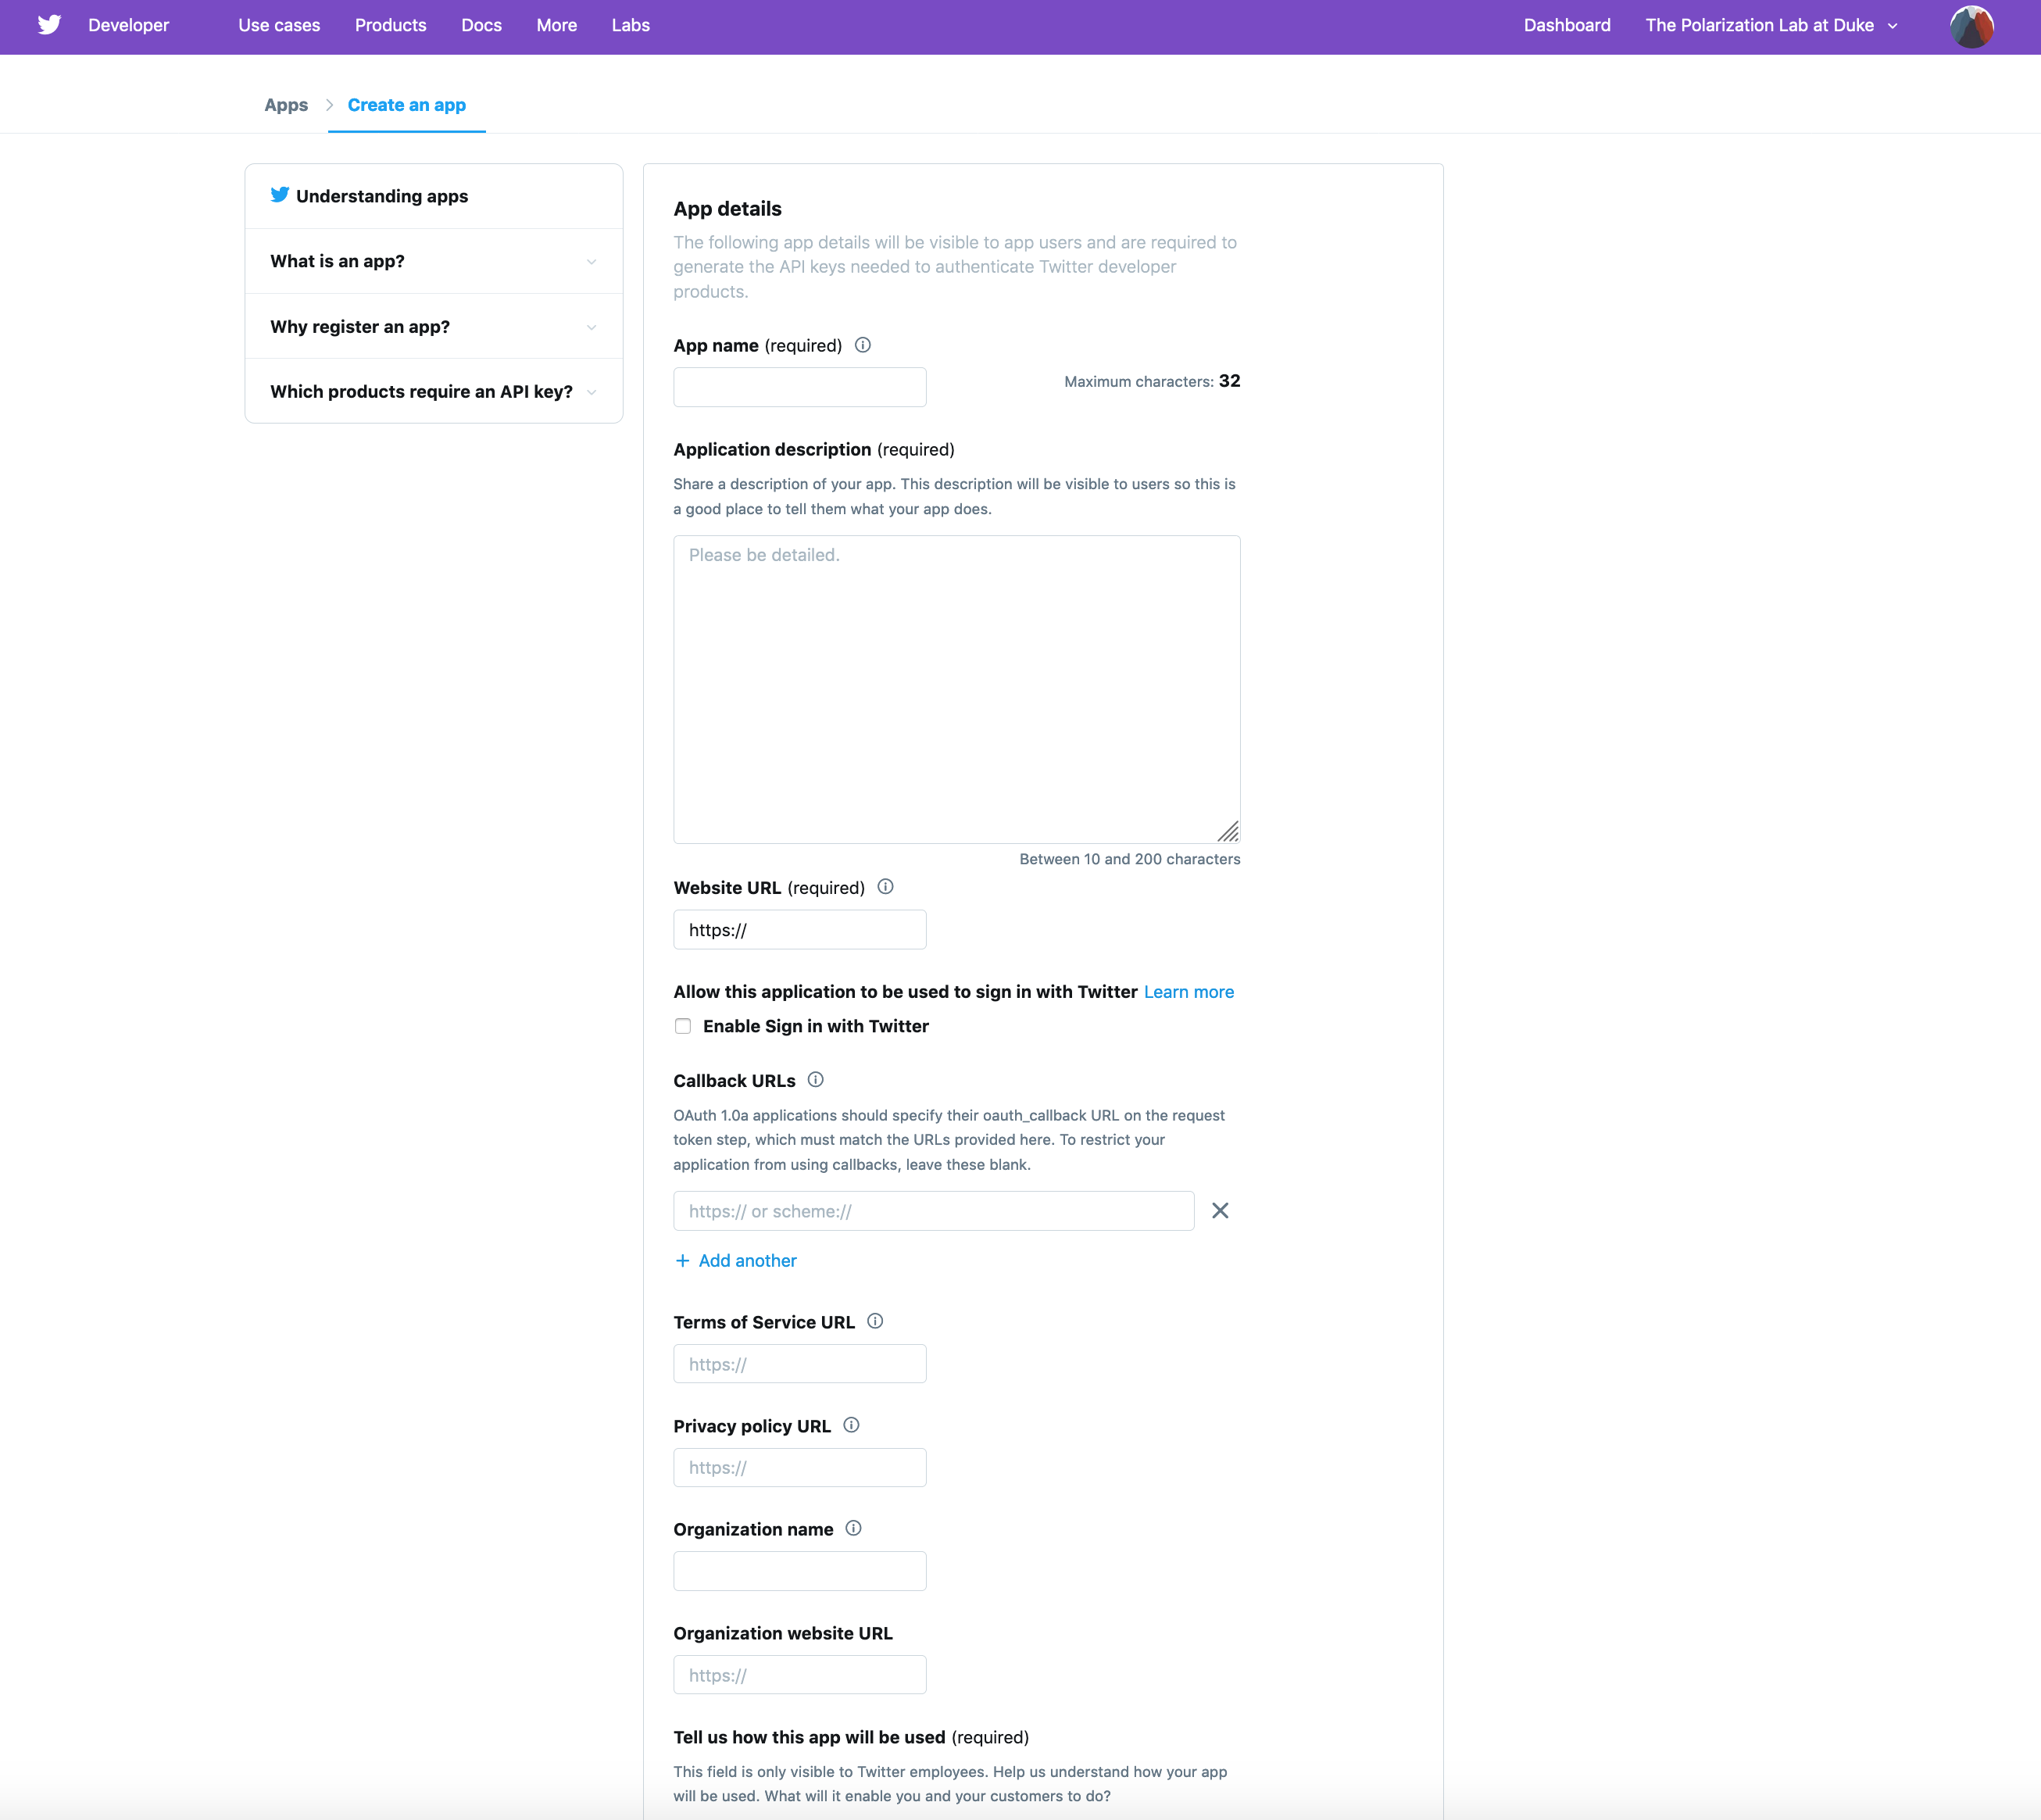 Developer Use cases Products Docs More Labs Dashboard The Polarization Lab at Duke
Apps Create an app
Understanding apps
What is an app?
Why register an app?
Which products require an API key?
App details
The following app details will be visible to app users and are required to
generate the API keys needed to authenticate Twitter developer
products.
App name (required)
Maximum characters: 32
Application description (required)
Share a description of your app. This description will be visible to users so this is
a good place to tell them what your app does.
Please be detailed.
Between 10 and 200 characters
Website URL (required)
https://
Allow this application to be used to sign in with Twitter Learn more
Enable Sign in with Twitter
Callback URLs
OAuth 1.0a applications should specify their oauth_callback URL on the request
token step, which must match the URLs provided here. To restrict your
application from using callbacks, leave these blank.
https:// or scheme://
+ Add another
Terms of Service URL
https://
Privacy policy URL
https://
Organization name
Organization website URL
https://
Tell us how this app will be used (required)
This field is only visible to Twitter employees. Help us understand how your app
will be used. What will it enable you and your customers to do?